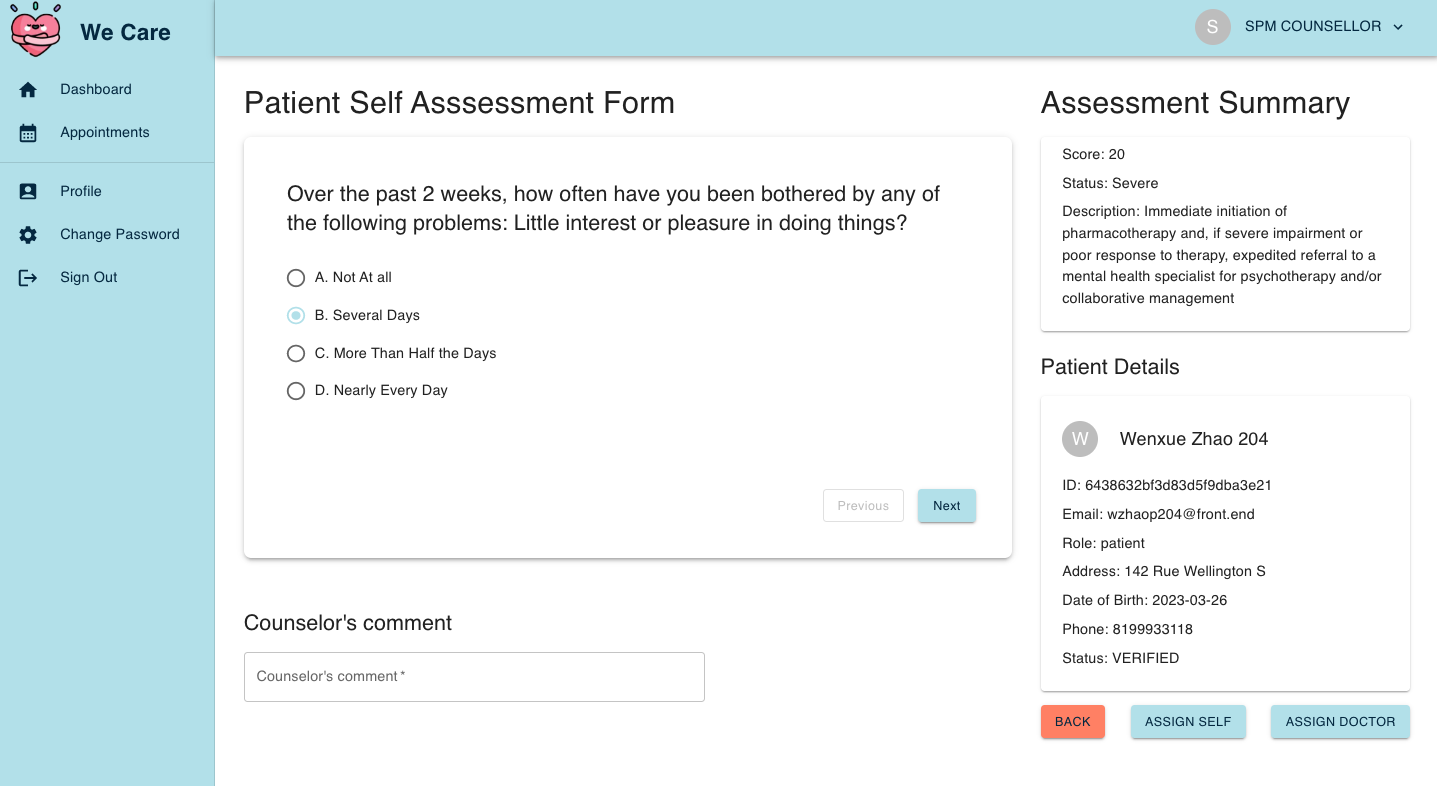 We Care
S SPM COUNSELLOR
Dashboard
Appointments
Profile
Change Password
Sign Out
Patient Self Asssessment Form
Over the past 2 weeks, how often have you been bothered by any of
the following problems: Little interest or pleasure in doing things?
A. Not At all
B. Several Days
C. More Than Half the Days
D. Nearly Every Day
Previous Next
Counselor's comment
Counselor's comment *
Assessment Summary
Score: 20
Status: Severe
Description: Immediate initiation of
pharmacotherapy and, if severe impairment or
poor response to therapy, expedited referral to a
mental health specialist for psychotherapy and/or
collaborative management
Patient Details
W Wenxue Zhao 204
ID: 6438632bf3d83d5f9dba3e21
Email: wzhaop204@front.end
Role: patient
Address: 142 Rue Wellington S
Date of Birth: 2023-03-26
Phone: 8199933118
Status: VERIFIED
BACK ASSIGN SELF ASSIGN DOCTOR